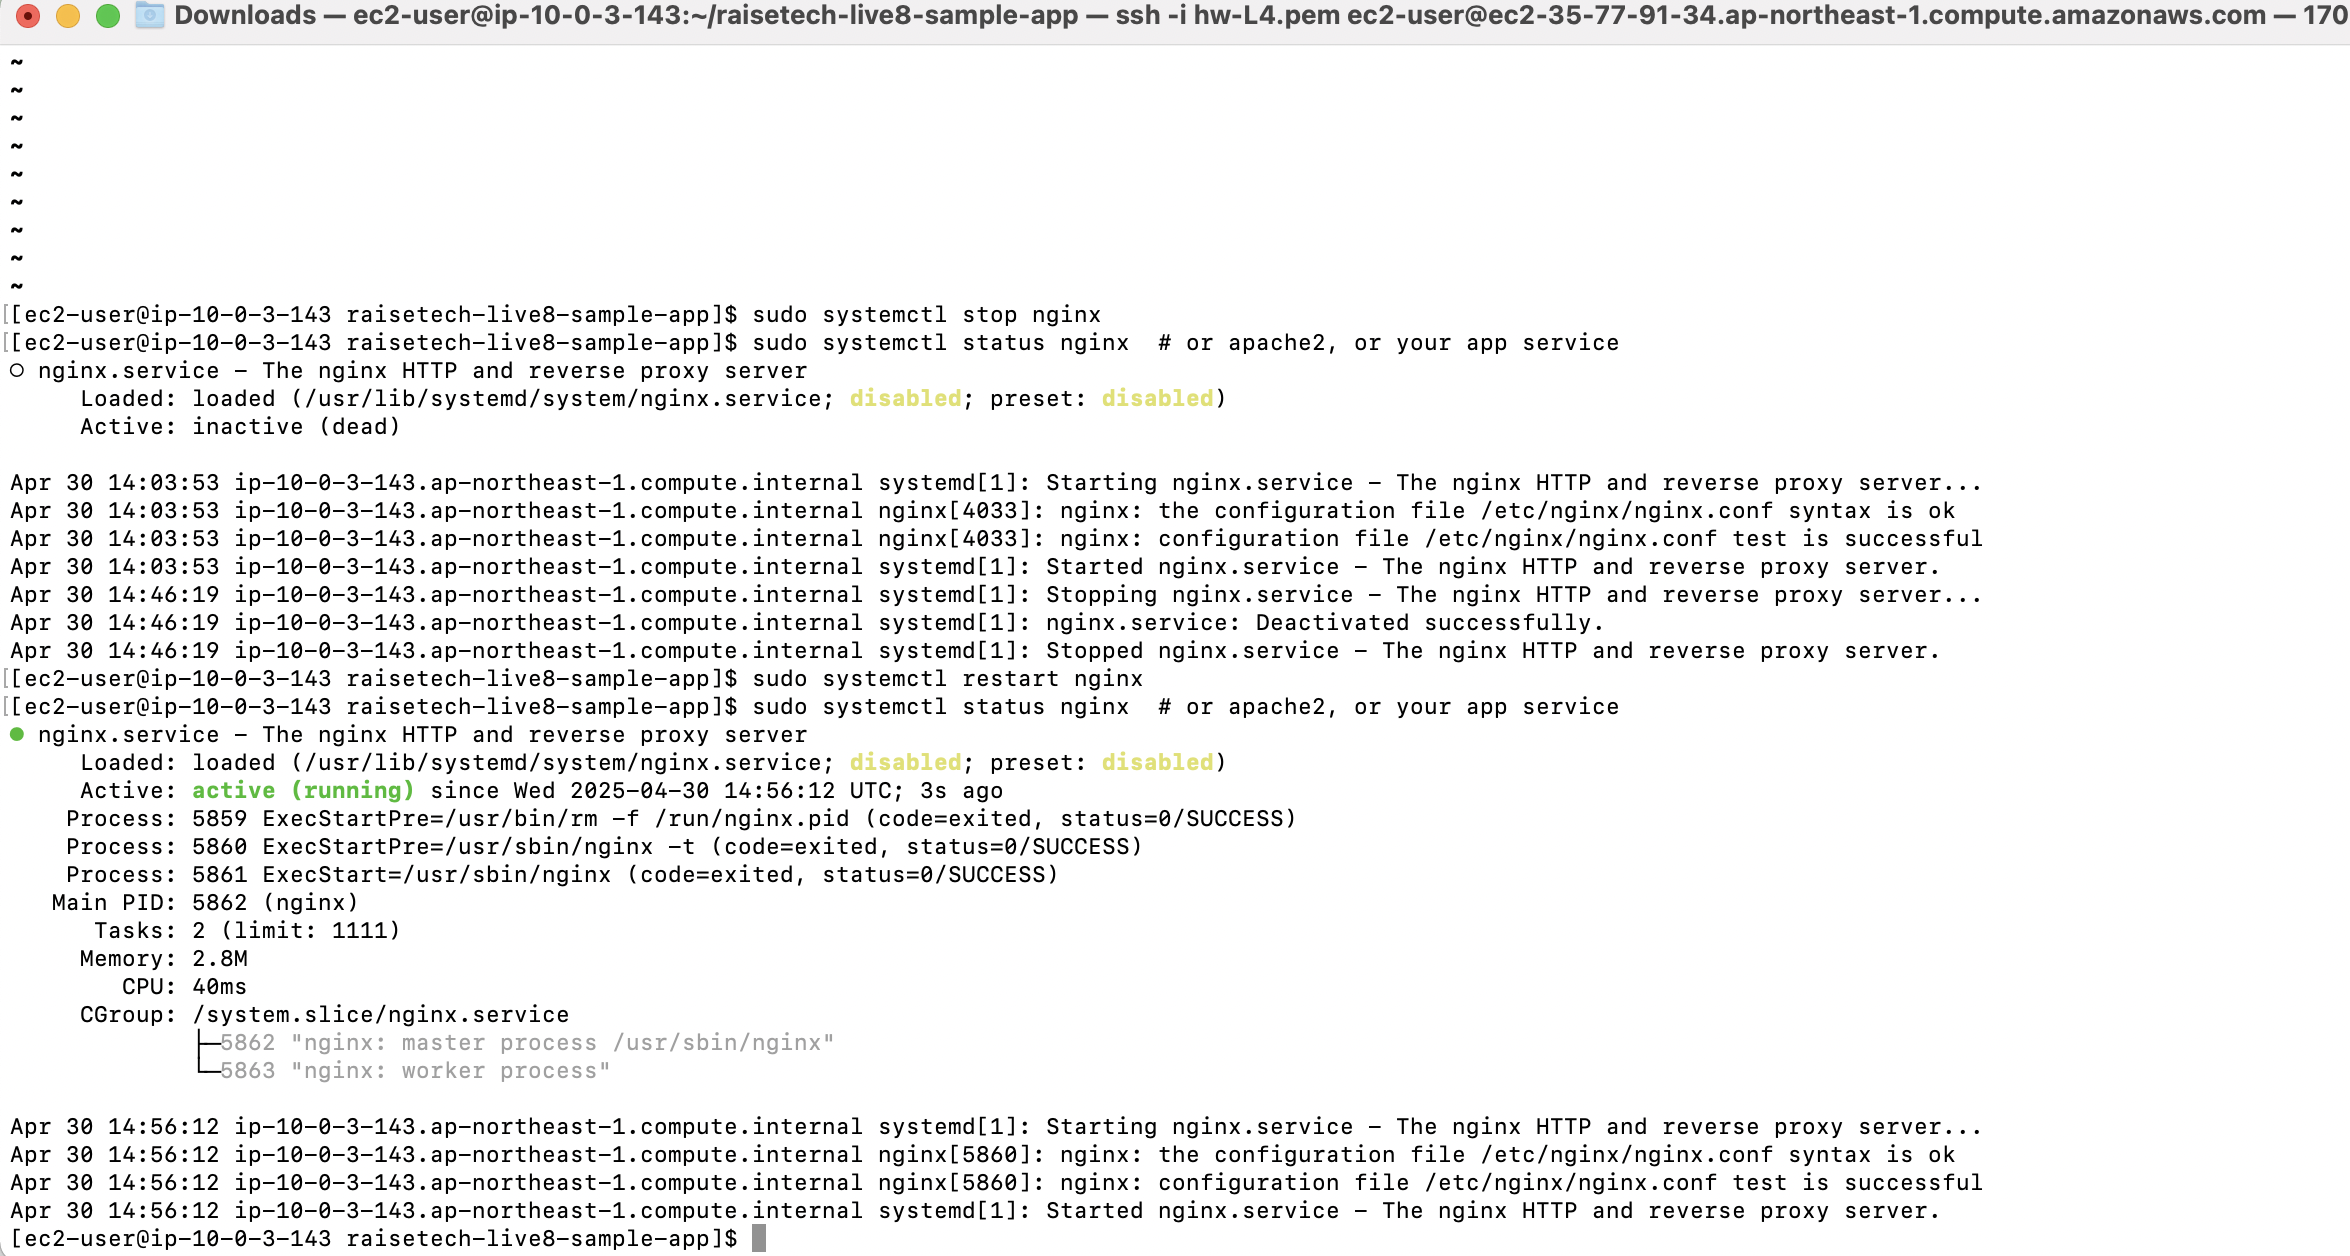 Downloads — ec2-user@ip-10-0-3-143:~/raisetech-live8-sample-app — ssh -i hw-L4.pem ec2-user@ec2-35-77-91-34.ap-northeast-1.compute.amazonaws.com — 170
~
~
~
~
~
~
~
~
~
[[ec2-user@ip-10-0-3-143 raisetech-live8-sample-app]$ sudo systemctl stop nginx
[[ec2-user@ip-10-0-3-143 raisetech-live8-sample-app]$ sudo systemctl status nginx  # or apache2, or your app service
○ nginx.service - The nginx HTTP and reverse proxy server
     Loaded: loaded (/usr/lib/systemd/system/nginx.service; disabled; preset: disabled)
     Active: inactive (dead)

Apr 30 14:03:53 ip-10-0-3-143.ap-northeast-1.compute.internal systemd[1]: Starting nginx.service - The nginx HTTP and reverse proxy server...
Apr 30 14:03:53 ip-10-0-3-143.ap-northeast-1.compute.internal nginx[4033]: nginx: the configuration file /etc/nginx/nginx.conf syntax is ok
Apr 30 14:03:53 ip-10-0-3-143.ap-northeast-1.compute.internal nginx[4033]: nginx: configuration file /etc/nginx/nginx.conf test is successful
Apr 30 14:03:53 ip-10-0-3-143.ap-northeast-1.compute.internal systemd[1]: Started nginx.service - The nginx HTTP and reverse proxy server.
Apr 30 14:46:19 ip-10-0-3-143.ap-northeast-1.compute.internal systemd[1]: Stopping nginx.service - The nginx HTTP and reverse proxy server...
Apr 30 14:46:19 ip-10-0-3-143.ap-northeast-1.compute.internal systemd[1]: nginx.service: Deactivated successfully.
Apr 30 14:46:19 ip-10-0-3-143.ap-northeast-1.compute.internal systemd[1]: Stopped nginx.service - The nginx HTTP and reverse proxy server.
[[ec2-user@ip-10-0-3-143 raisetech-live8-sample-app]$ sudo systemctl restart nginx
[[ec2-user@ip-10-0-3-143 raisetech-live8-sample-app]$ sudo systemctl status nginx  # or apache2, or your app service
● nginx.service - The nginx HTTP and reverse proxy server
     Loaded: loaded (/usr/lib/systemd/system/nginx.service; disabled; preset: disabled)
     Active: active (running) since Wed 2025-04-30 14:56:12 UTC; 3s ago
    Process: 5859 ExecStartPre=/usr/bin/rm -f /run/nginx.pid (code=exited, status=0/SUCCESS)
    Process: 5860 ExecStartPre=/usr/sbin/nginx -t (code=exited, status=0/SUCCESS)
    Process: 5861 ExecStart=/usr/sbin/nginx (code=exited, status=0/SUCCESS)
   Main PID: 5862 (nginx)
      Tasks: 2 (limit: 1111)
     Memory: 2.8M
        CPU: 40ms
     CGroup: /system.slice/nginx.service
             ├─5862 "nginx: master process /usr/sbin/nginx"
             └─5863 "nginx: worker process"

Apr 30 14:56:12 ip-10-0-3-143.ap-northeast-1.compute.internal systemd[1]: Starting nginx.service - The nginx HTTP and reverse proxy server...
Apr 30 14:56:12 ip-10-0-3-143.ap-northeast-1.compute.internal nginx[5860]: nginx: the configuration file /etc/nginx/nginx.conf syntax is ok
Apr 30 14:56:12 ip-10-0-3-143.ap-northeast-1.compute.internal nginx[5860]: nginx: configuration file /etc/nginx/nginx.conf test is successful
Apr 30 14:56:12 ip-10-0-3-143.ap-northeast-1.compute.internal systemd[1]: Started nginx.service - The nginx HTTP and reverse proxy server.
[ec2-user@ip-10-0-3-143 raisetech-live8-sample-app]$